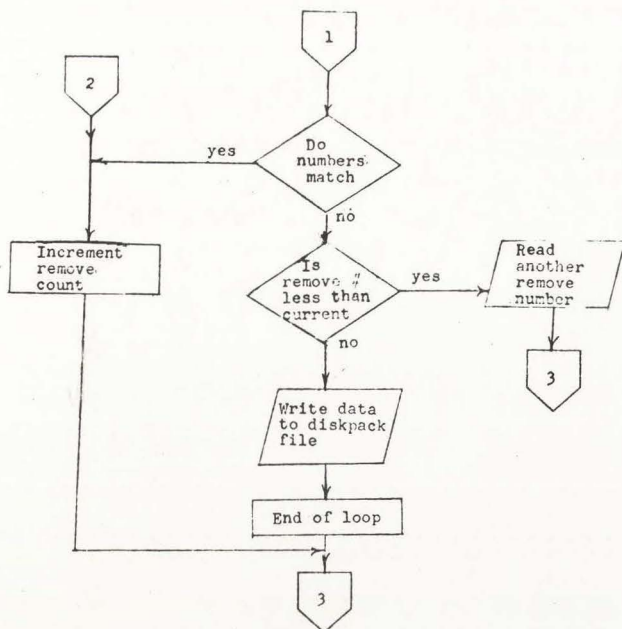 1
2
Do
numbers
match
yes
no
Increment
remove
count
Is
remove #
less than
current
yes
Read
another
remove
number
no
3
Write data
to diskpack
file
End of loop
3